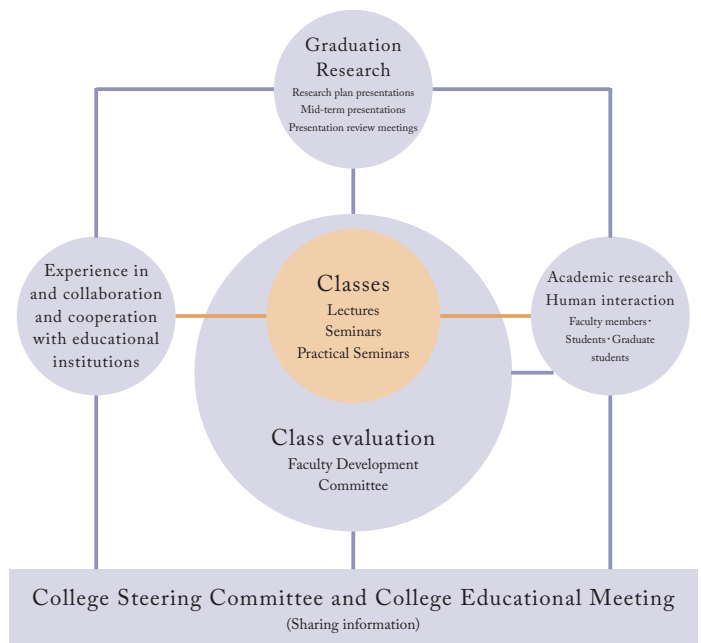 Graduation
Research
Research plan presentations
Mid-term presentations
Presentation review meetings
Experience in
and collaboration
and cooperation
with educational
institutions
Classes
Lectures
Seminars
Practical Seminars
Academic research
Human interaction
Faculty members・
Students・Graduate
students
Class evaluation
Faculty Development
Committee
College Steering Committee and College Educational Meeting
(Sharing information)